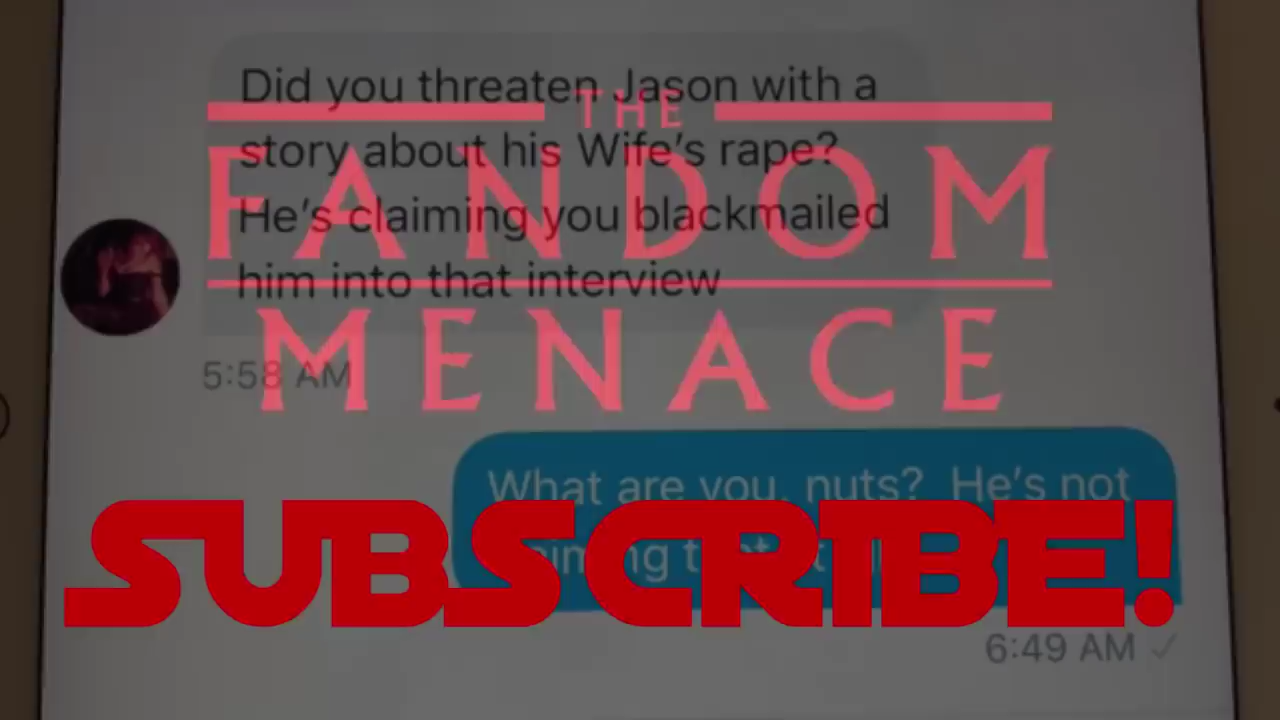 Did you threaten Jason with a
THE
story about his Wife's rape?
FANDOM
He's claiming you blackmailed
him into that interview
MENACE
5:58 AM
What are you, nuts? He's not
SUBSCRIBE!
6:49 AM